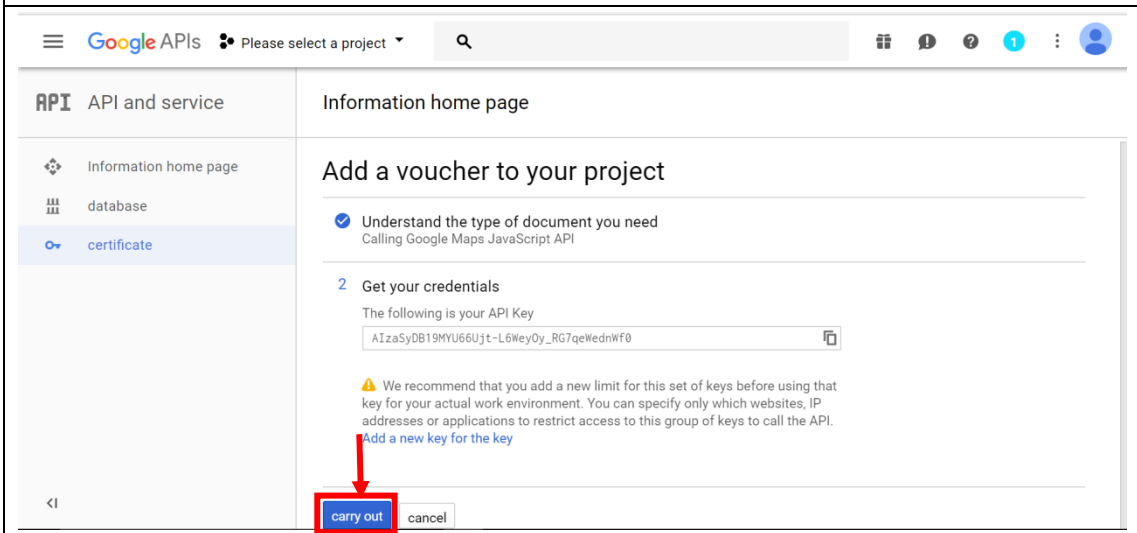 Google APIs Please select a project
1
API API and service
Information home page
Information home page
database
certificate
Add a voucher to your project
Understand the type of document you need
Calling Google Maps JavaScript API
2 Get your credentials
The following is your API Key
AIzaSyDB19MYU66Ujt-L6WeyOy_RG7qeWednWf0
We recommend that you add a new limit for this set of keys before using that
key for your actual work environment. You can specify only which websites, IP
addresses or applications to restrict access to this group of keys to call the API.
Add a new key for the key
carry out cancel